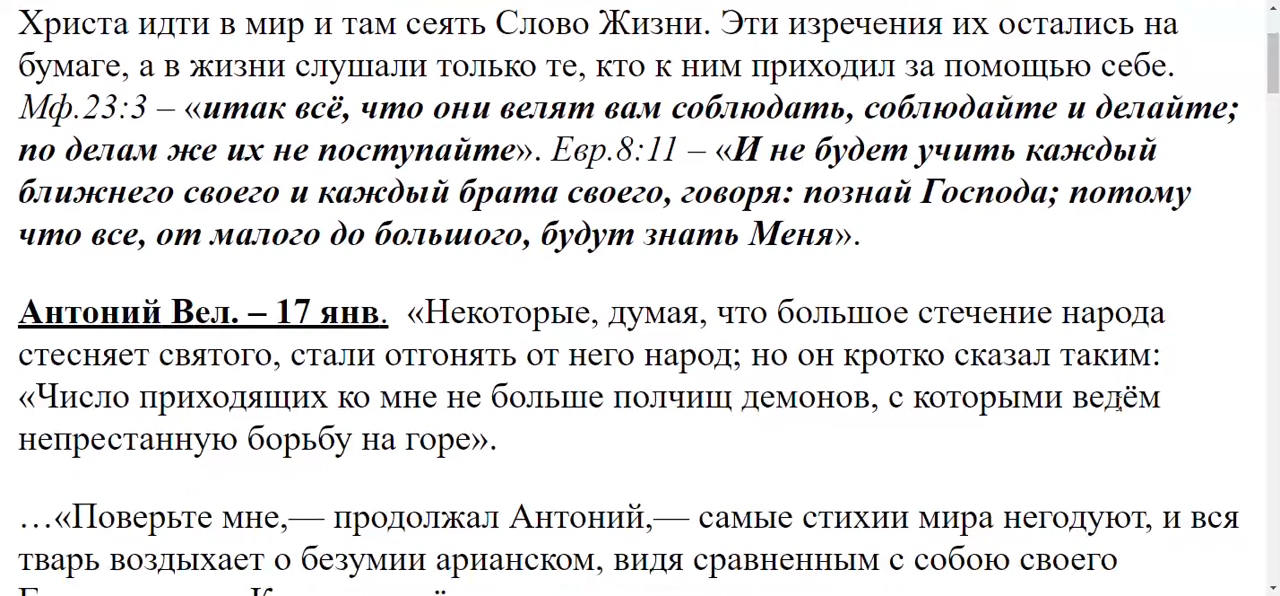 Христа идти в мир и там сеять Слово Жизни. Эти изречения их остались на
бумаге, а в жизни слушали только те, кто к ним приходил за помощью себе.
Мф.23:3 – «итак всё, что они велят вам соблюдать, соблюдайте и делайте;
по делам же их не поступайте». Евр.8:11 – «И не будет учить каждый
ближнего своего и каждый брата своего, говоря: познай Господа; потому
что все, от малого до большого, будут знать Меня».
Антоний Вел. – 17 янв. «Некоторые, думая, что большое стечение народа
стесняет святого, стали отгонять от него народ; но он кротко сказал таким:
«Число приходящих ко мне не больше полчищ демонов, с которыми ведём
непрестанную борьбу на горе».
…«Поверьте мне,— продолжал Антоний,— самые стихии мира негодуют, и вся
тварь воздыхает о безумии арианском, видя сравненным с собою своего